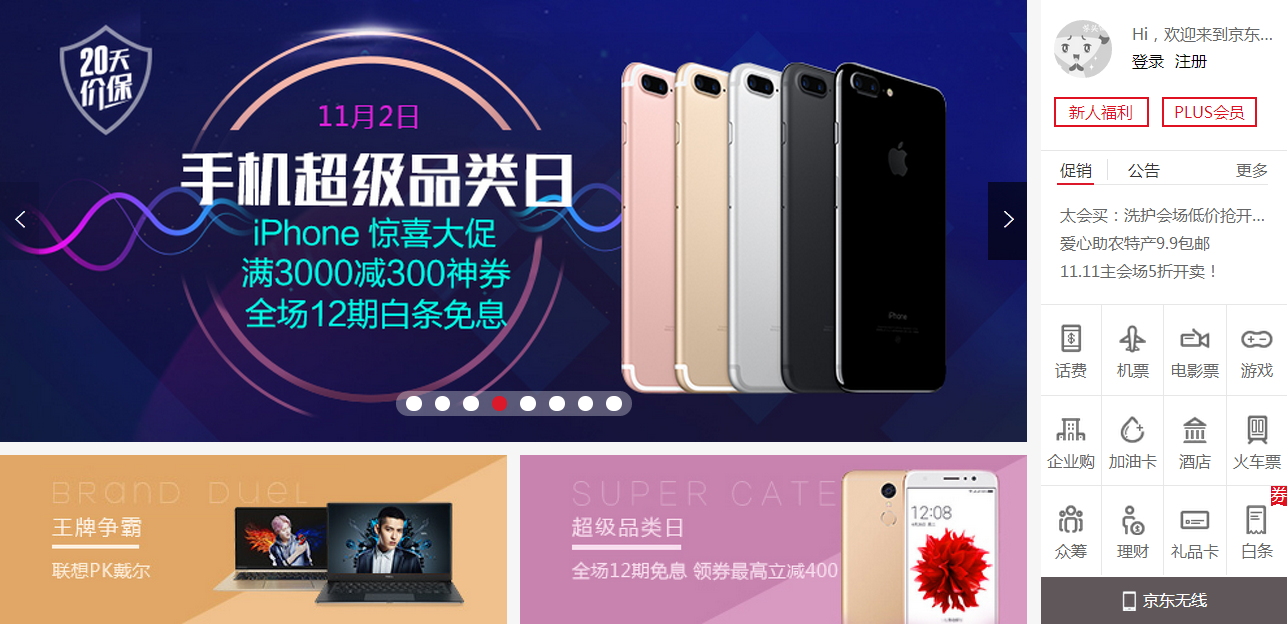 20天
价保
11月2日
手机超级品类日
iPhone 惊喜大促
满3000减300神券
全场12期白条免息
iPhone
BRAND DUEL
王牌争霸
联想PK戴尔
SUPER CATE
超级品类日
全场12期免息 领券最高立减400
12:08
Hi，欢迎来到京东...
登录 注册
新人福利 PLUS会员
促销 公告 更多
太会买：洗护会场低价抢开...
爱心助农特产9.9包邮
11.11主会场5折开卖！
话费 机票 电影票 游戏
企业购 加油卡 酒店 火车票
券
众筹 理财 礼品卡 白条
京东无线